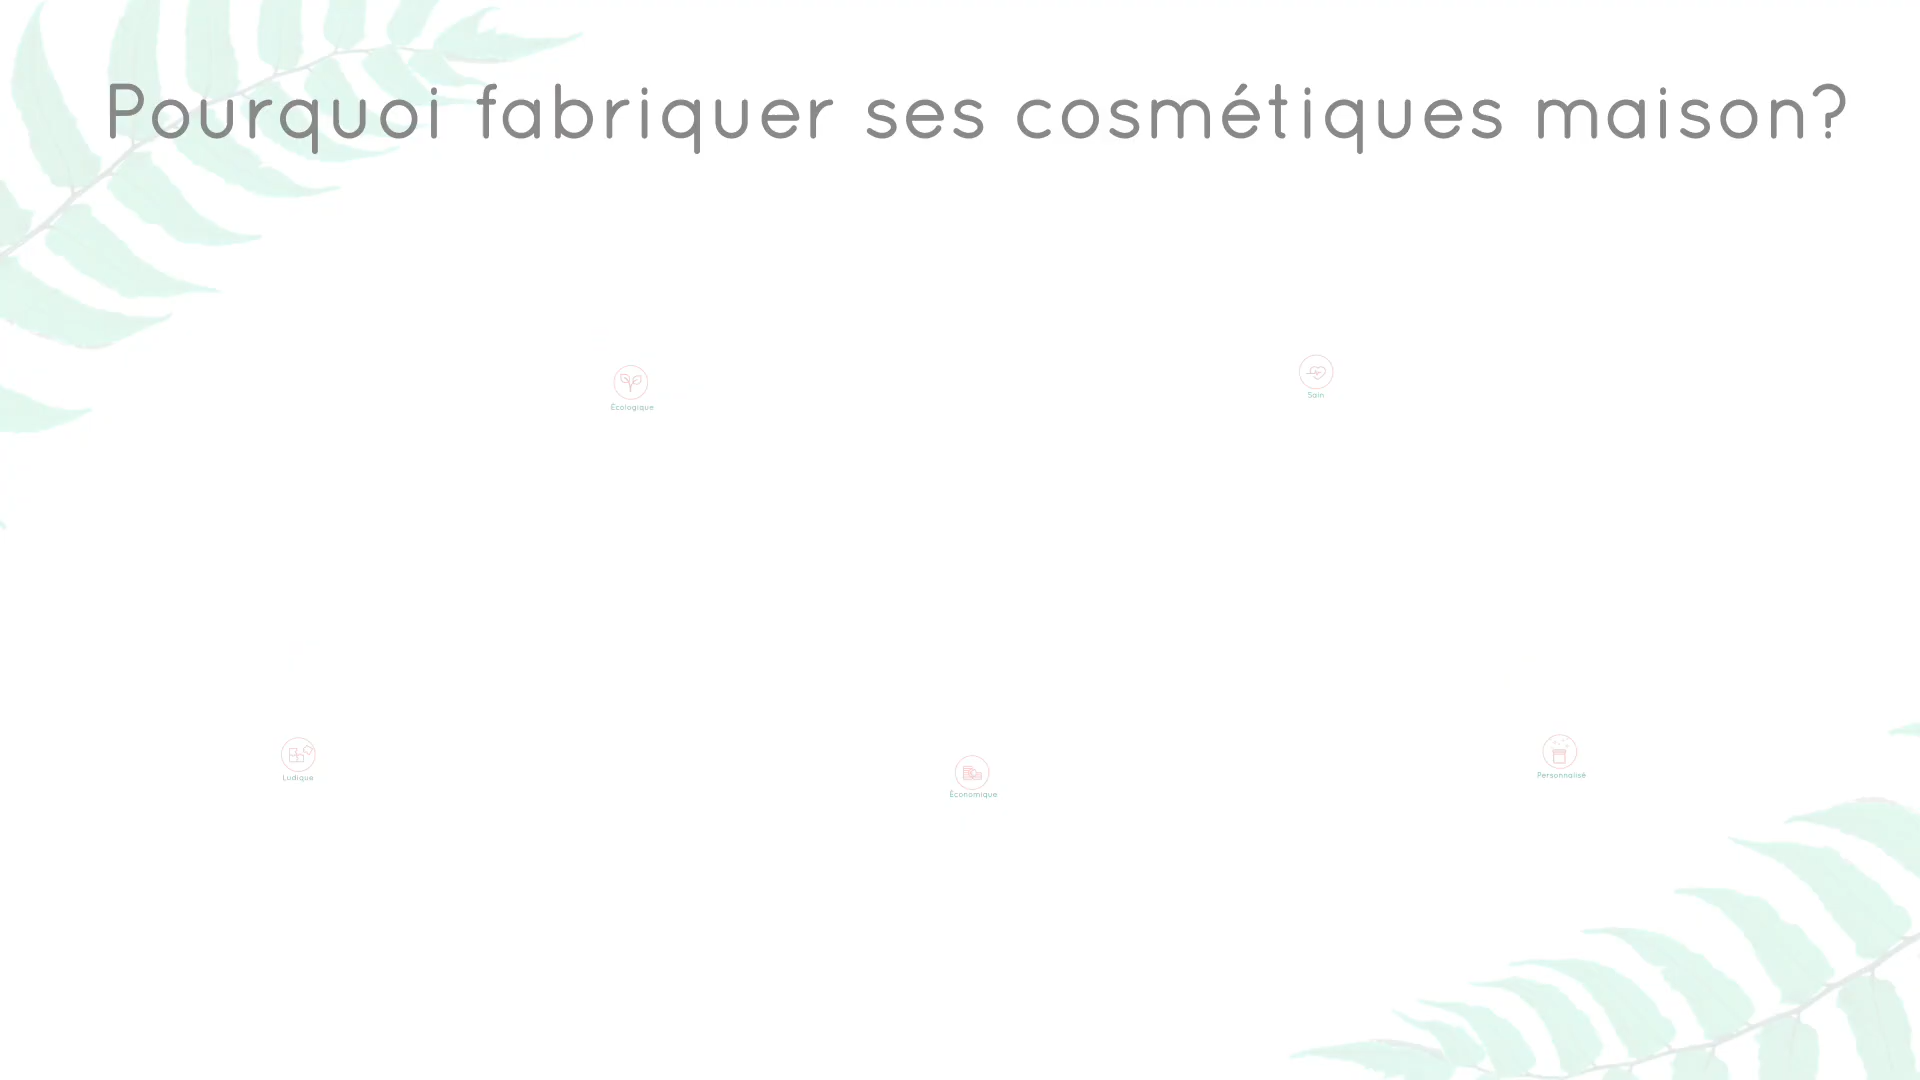 Pourquoi fabriquer ses cosmétiques maison?
Écologique
Sain
Ludique
Économique
Personnalisé